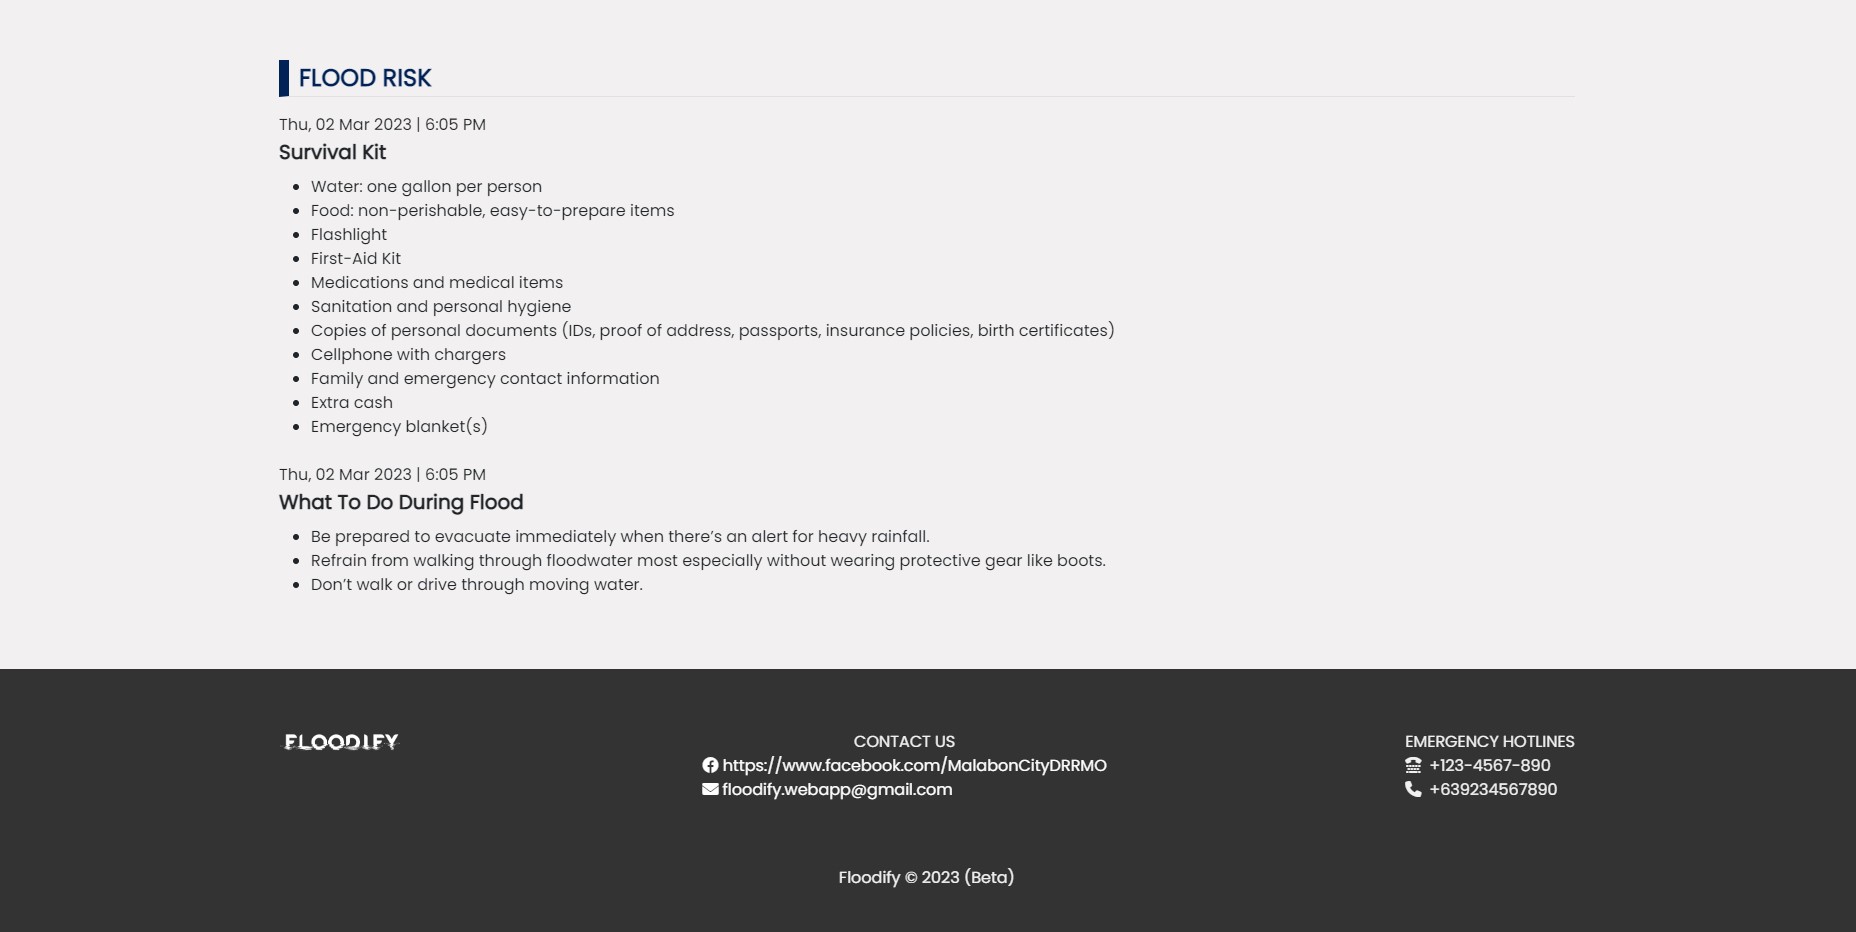 FLOOD RISK
Thu, 02 Mar 2023 | 6:05 PM
Survival Kit
• Water: one gallon per person
• Food: non-perishable, easy-to-prepare items
• Flashlight
• First-Aid Kit
• Medications and medical items
• Sanitation and personal hygiene
• Copies of personal documents (IDs, proof of address, passports, insurance policies, birth certificates)
• Cellphone with chargers
• Family and emergency contact information
• Extra cash
• Emergency blanket(s)
Thu, 02 Mar 2023 | 6:05 PM
What To Do During Flood
• Be prepared to evacuate immediately when there’s an alert for heavy rainfall.
• Refrain from walking through floodwater most especially without wearing protective gear like boots.
• Don’t walk or drive through moving water.
FLOODIFY
CONTACT US
https://www.facebook.com/MalabonCityDRRMO
floodify.webapp@gmail.com
EMERGENCY HOTLINES
+123-4567-890
+639234567890
Floodify © 2023 (Beta)